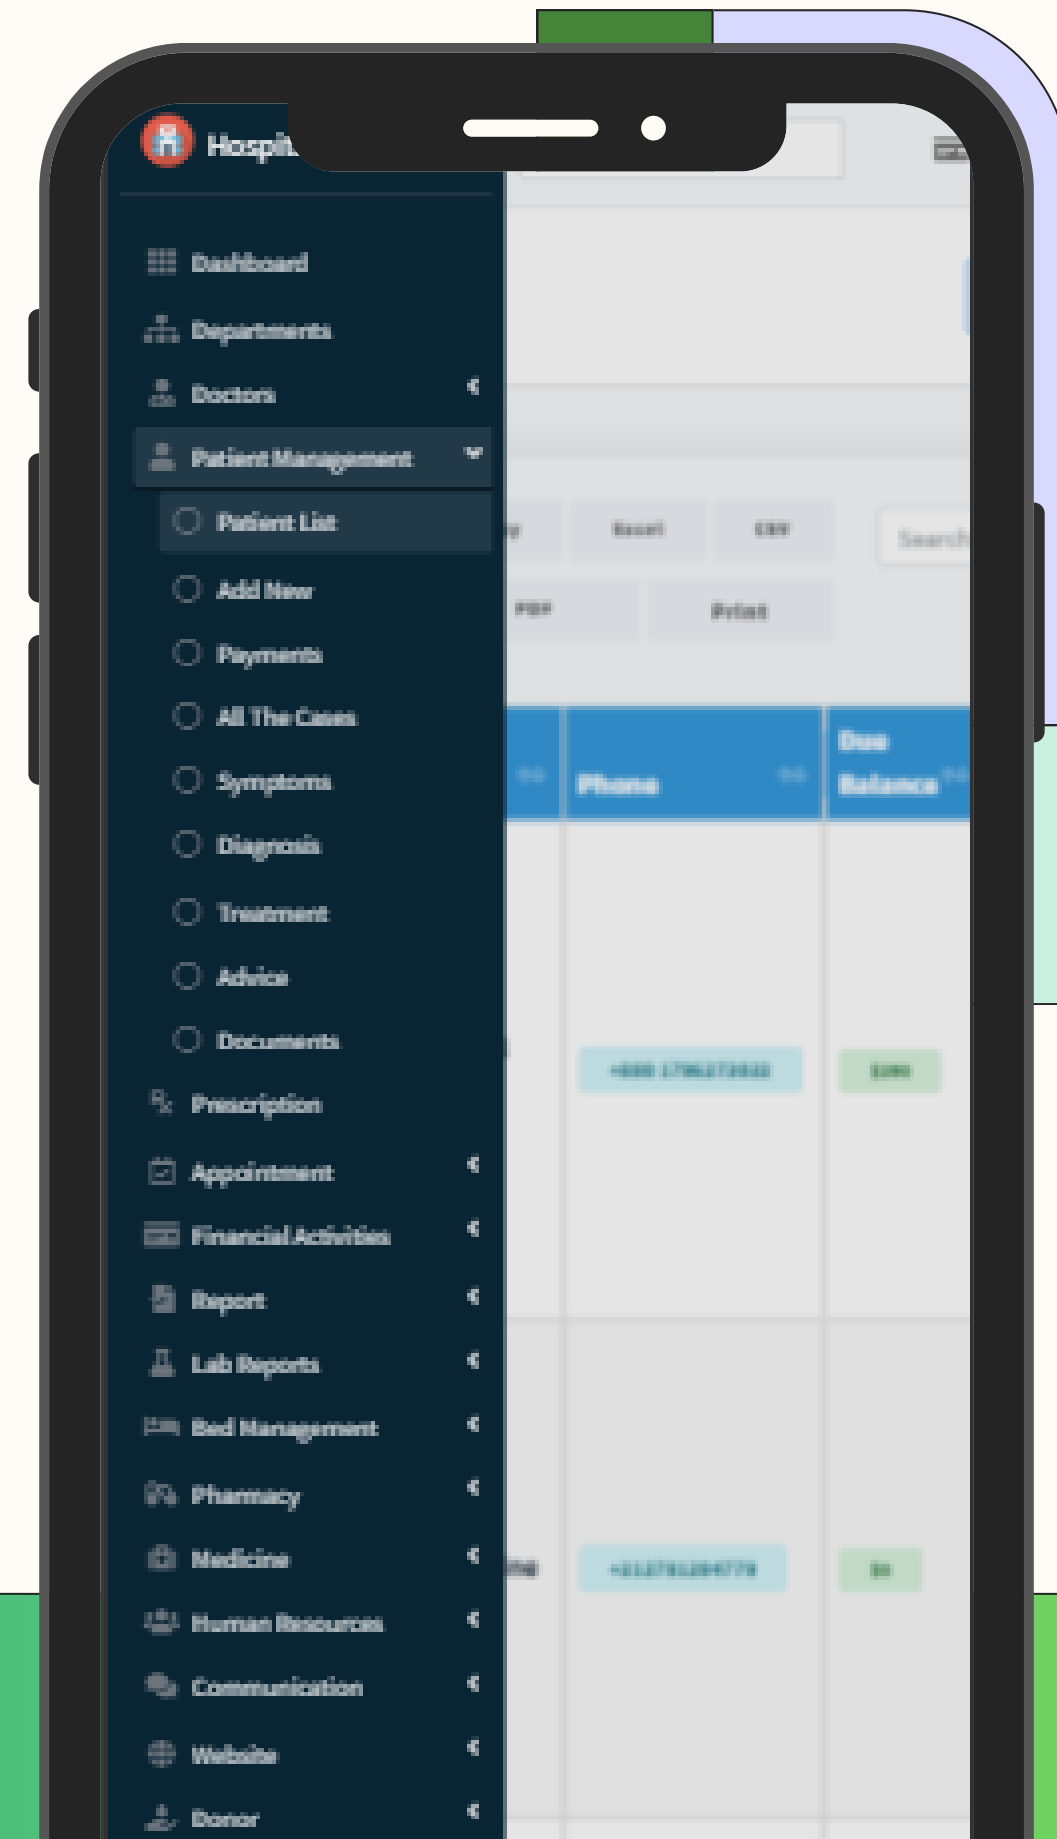 Hospit
Dashboard
Departments
Doctors
Patient Management
Patient List
Add New
Payments
All The Cases
Symptoms
Diagnosis
Treatment
Advice
Documents
Prescription
Appointment
Financial Activities
Report
Lab Reports
Bed Management
Pharmacy
Medicine
Human Resources
Communication
Website
Donor
Excel
CSV
Search
PDF
Print
Phone
Due
Balance